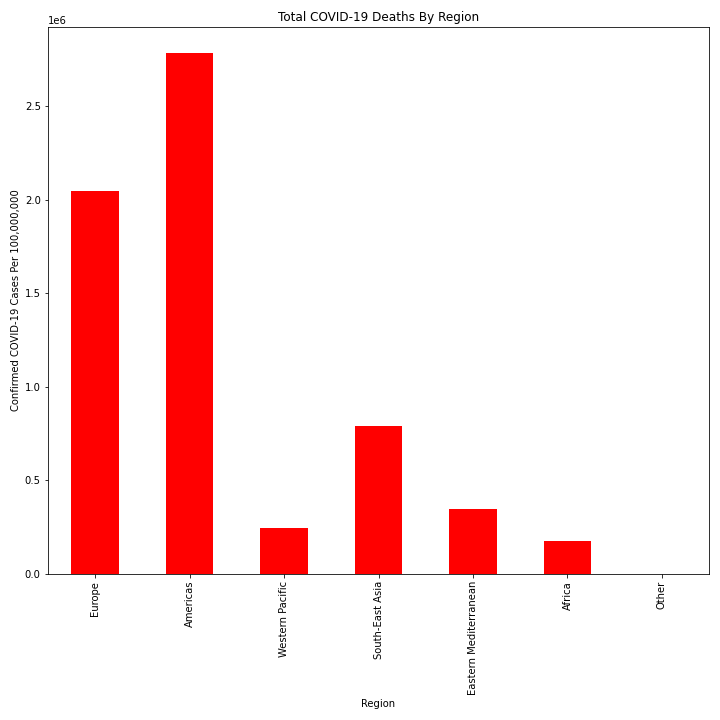 Total COVID-19 Deaths By Region
1e6
Confirmed COVID-19 Cases Per 100,000,000
2.5
2.0
1.5
1.0
0.5
0.0
Europe
Americas
Western Pacific
South-East Asia
Eastern Mediterranean
Africa
Other
Region